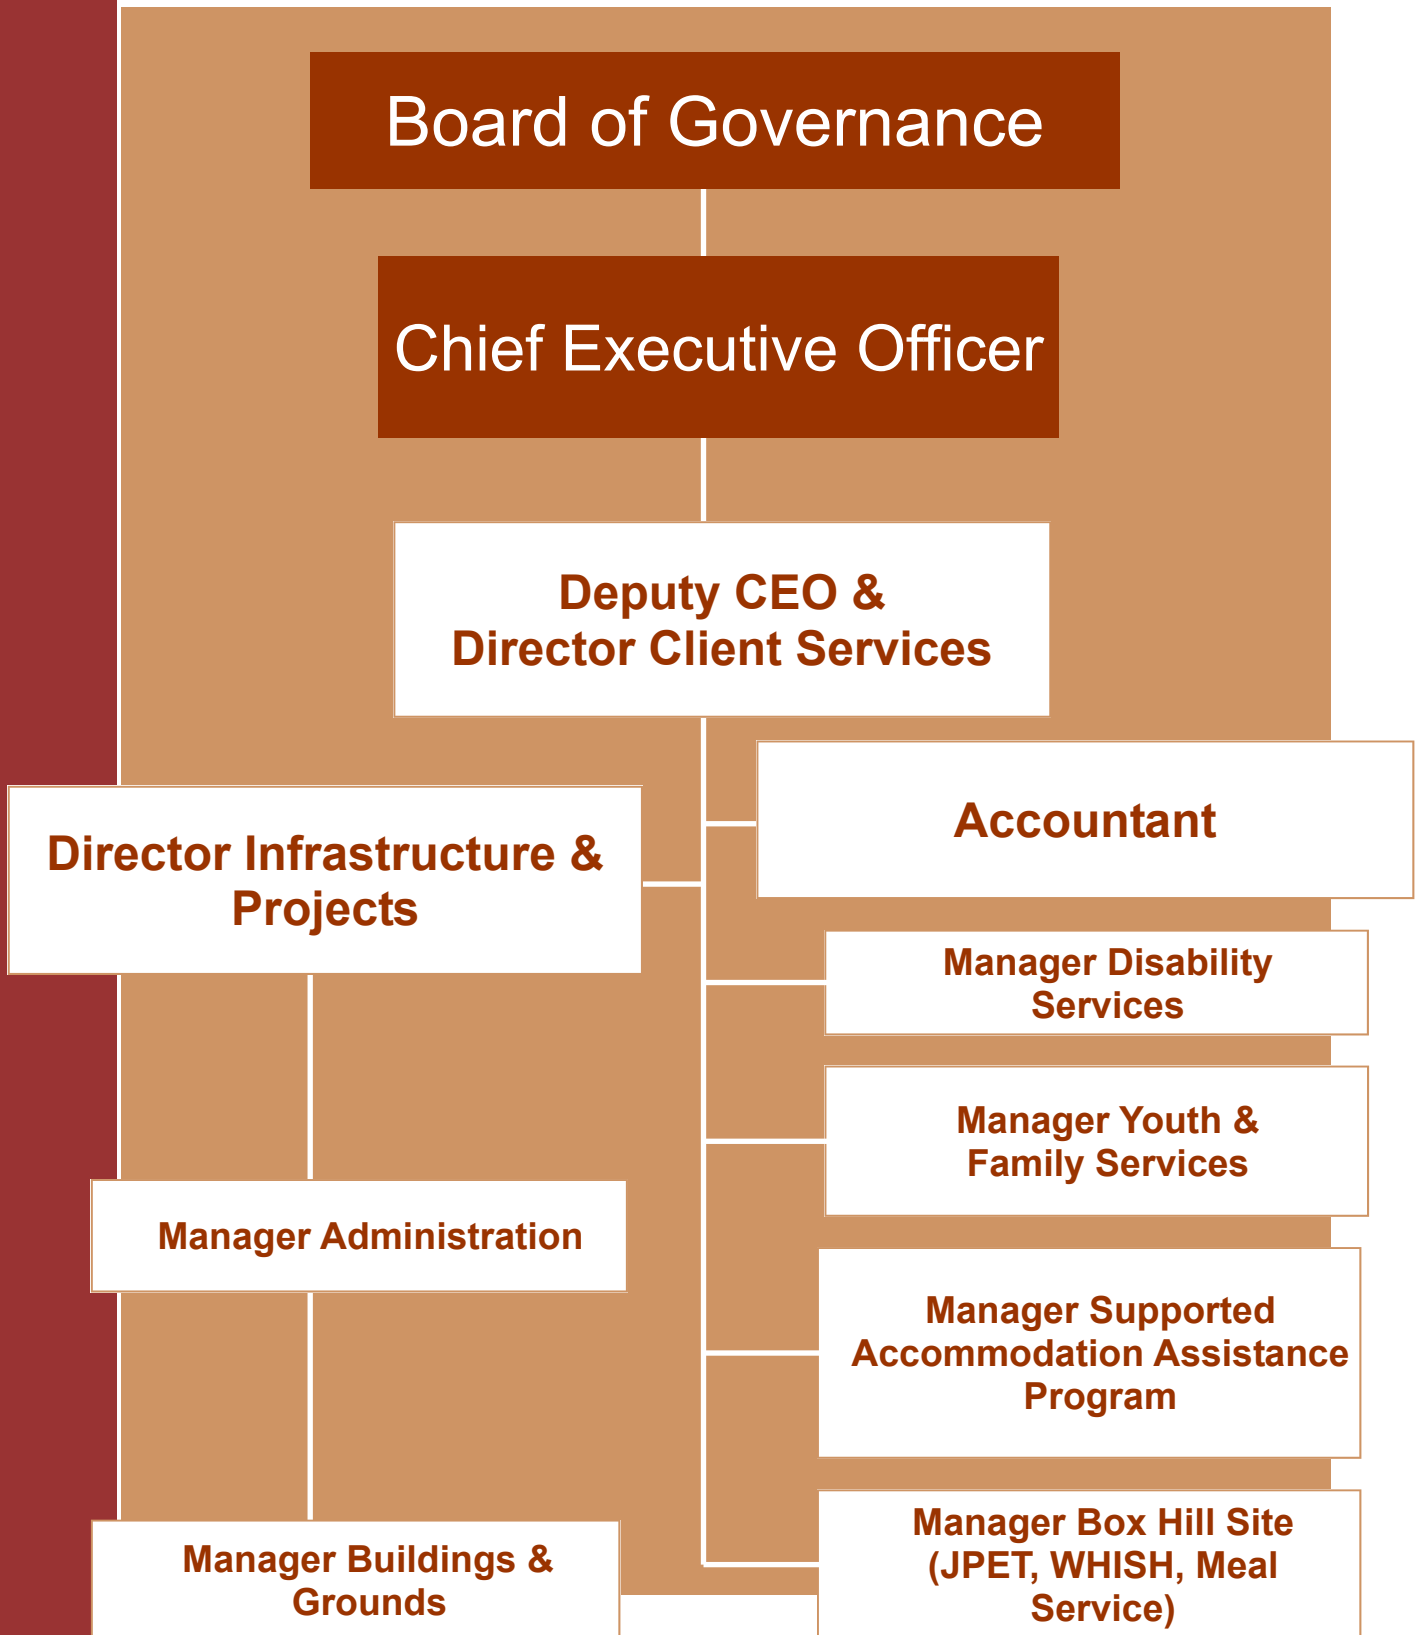 Board of Governance
Chief Executive Officer
Deputy CEO &
Director Client Services
Accountant
Director Infrastructure &
Projects
Manager Disability
Services
Manager Youth &
Family Services
Manager Administration
Manager Supported
Accommodation Assistance
Program
Manager Box Hill Site
(JPET, WHISH, Meal
Service)
Manager Buildings &
Grounds